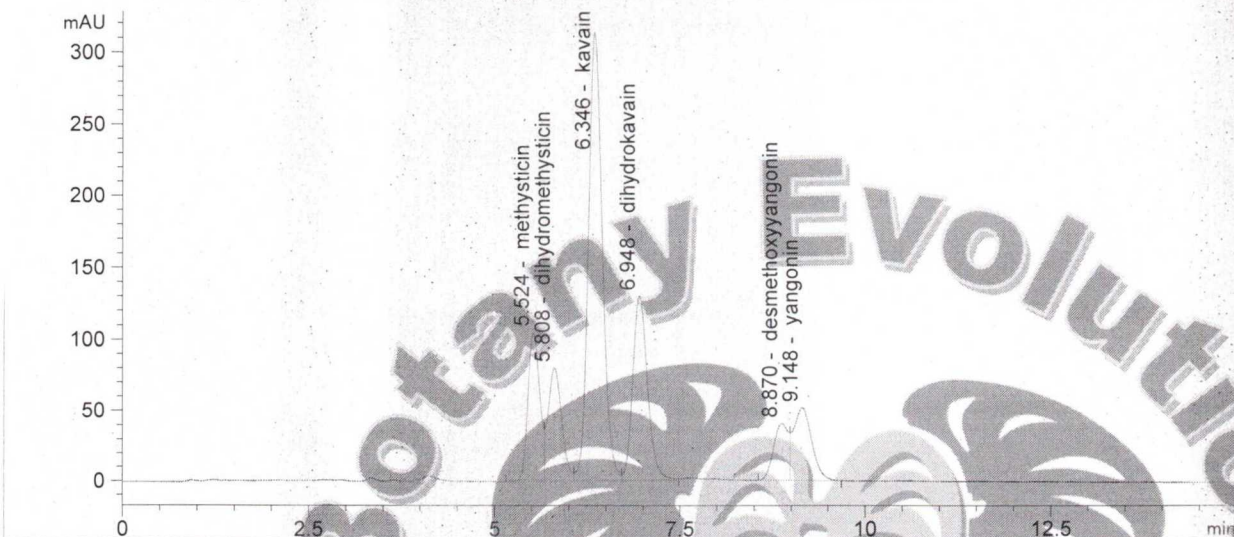 mAU
300
250
200
150
100
50
0
5.524 - methysticin
5.808 - dihydromethysticin
6.346 - kavain
6.948 - dihydrokavain
8.870 - desmethoxyyangonin
9.148 - yangonin
0 2.5 5 7.5 10 12.5 min
otany Evolutio